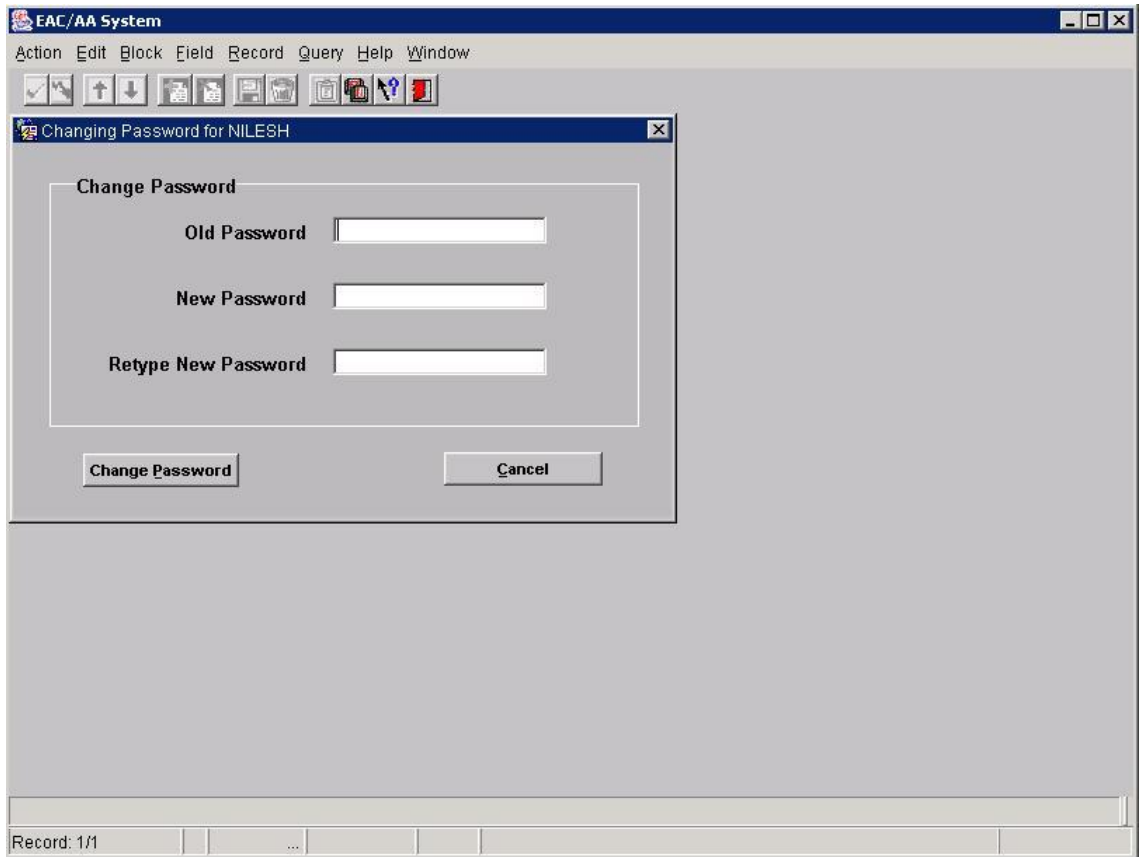 EAC/AA System
Action Edit Block Field Record Query Help Window
Changing Password for NILESH
Change Password
Old Password
New Password
Retype New Password
Change Password Cancel
Record: 1/1 ...